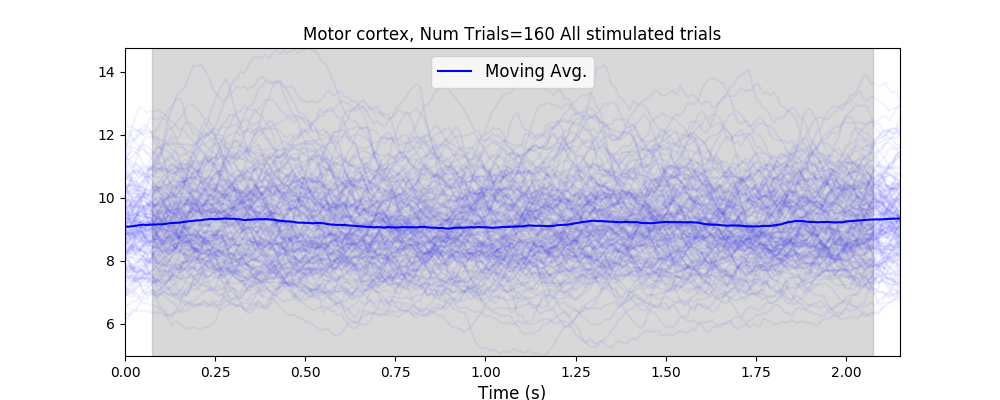 Motor cortex, Num Trials=160 All stimulated trials
Moving Avg.
14
12
10
8
6
0.00 0.25 0.50 0.75 1.00 1.25 1.50 1.75 2.00
Time (s)